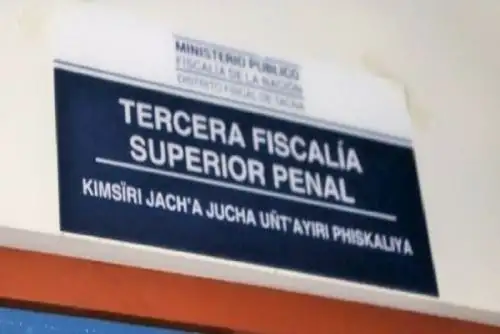 MINISTERIO PÚBLICO
FISCALÍA DE LA NACIÓN
DISTRITO FISCAL DE TACNA
TERCERA FISCALÍA
SUPERIOR PENAL
KIMSÏRI JACH'A JUCHA UÑT'AYIRI PHISKALIYA